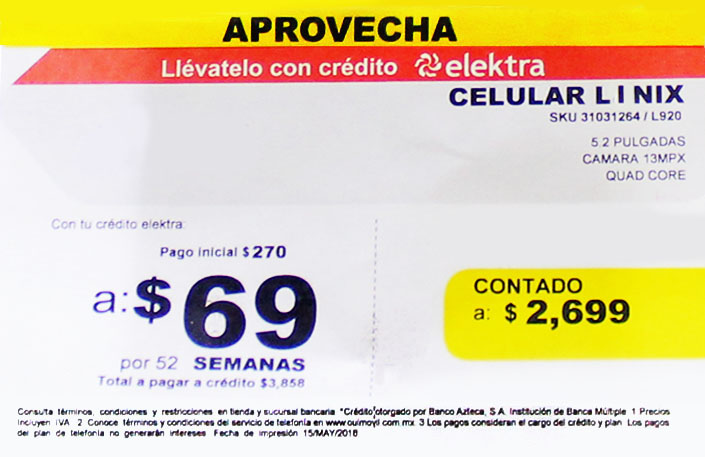 APROVECHA
Llévatelo con crédito elektra
CELULAR LINIX
SKU 31031264 / L920
5.2 PULGADAS
CAMARA 13MPX
QUAD CORE
Con tu crédito elektra:
Pago inicial $270
a: $69
por 52 SEMANAS
Total a pagar a crédito $3,858
CONTADO
a: $ 2,699
Consulta términos, condiciones y restricciones en tienda y sucursal bancaria *Crédito otorgado por Banco Azteca, S.A. Institución de Banca Múltiple 1 Precios
Incluyen IVA 2 Conoce términos y condiciones del servicio de telefonía en www.ouimovil.com.mx 3 Los pagos consideran el cargo del crédito y plan Los pagos
del plan de telefonía no generarán intereses Fecha de impresión 15/MAY/2018